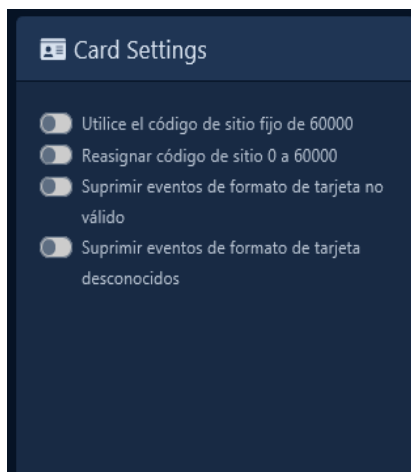 Card Settings
Utilice el código de sitio fijo de 60000
Reasignar código de sitio 0 a 60000
Suprimir eventos de formato de tarjeta no
válido
Suprimir eventos de formato de tarjeta
desconocidos